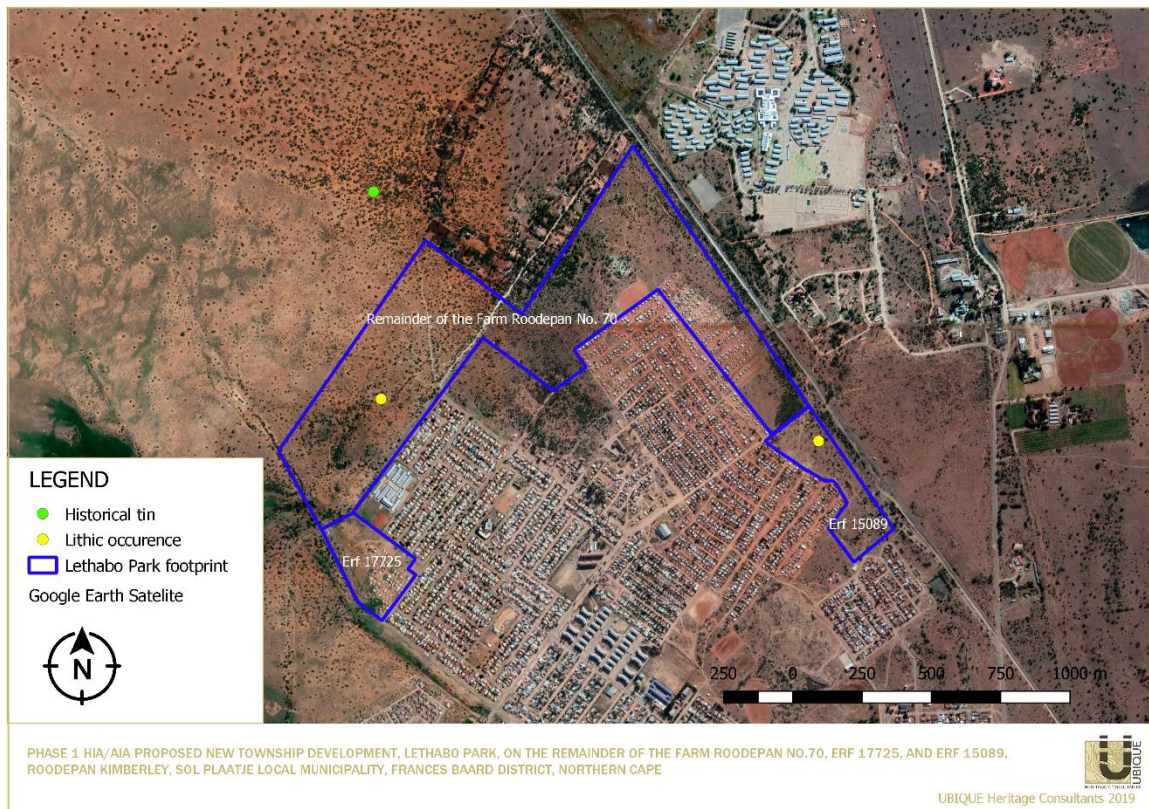 Remainder of the Farm Roodepan No. 70
Erf 15089
Erf 17725
LEGEND
Historical tin
Lithic occurence
Lethabo Park footprint
Google Earth Satelite
N
250 0 250 500 750 1000 m
PHASE 1 HIA/AIA PROPOSED NEW TOWNSHIP DEVELOPMENT, LETHABO PARK, ON THE REMAINDER OF THE FARM ROODEPAN NO.70, ERF 17725, AND ERF 15089,
ROODEPAN KIMBERLEY, SOL PLAATJE LOCAL MUNICIPALITY, FRANCES BAARD DISTRICT, NORTHERN CAPE
UBIQUE
HERITAGE CONSULTANTS
UBIQUE Heritage Consultants 2019